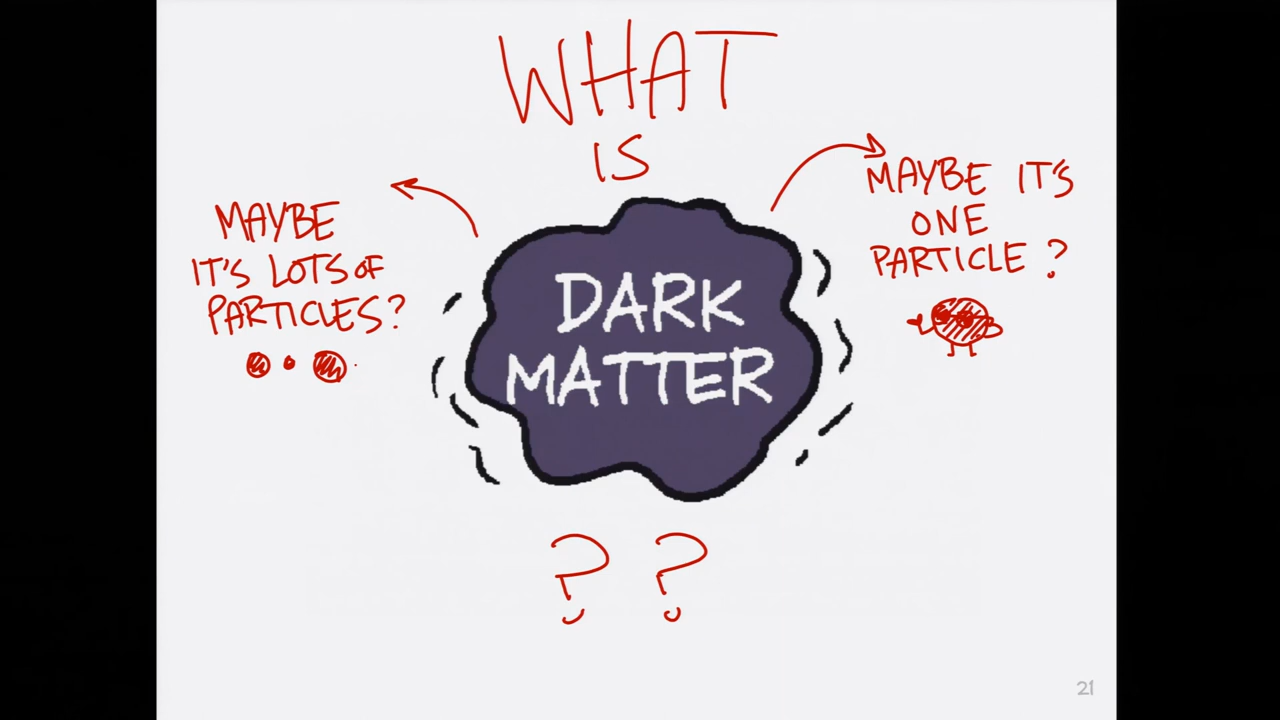 WHAT
IS
MAYBE
IT'S LOTS OF
PARTICLES?
MAYBE IT'S
ONE
PARTICLE?
DARK
MATTER
? ?
21